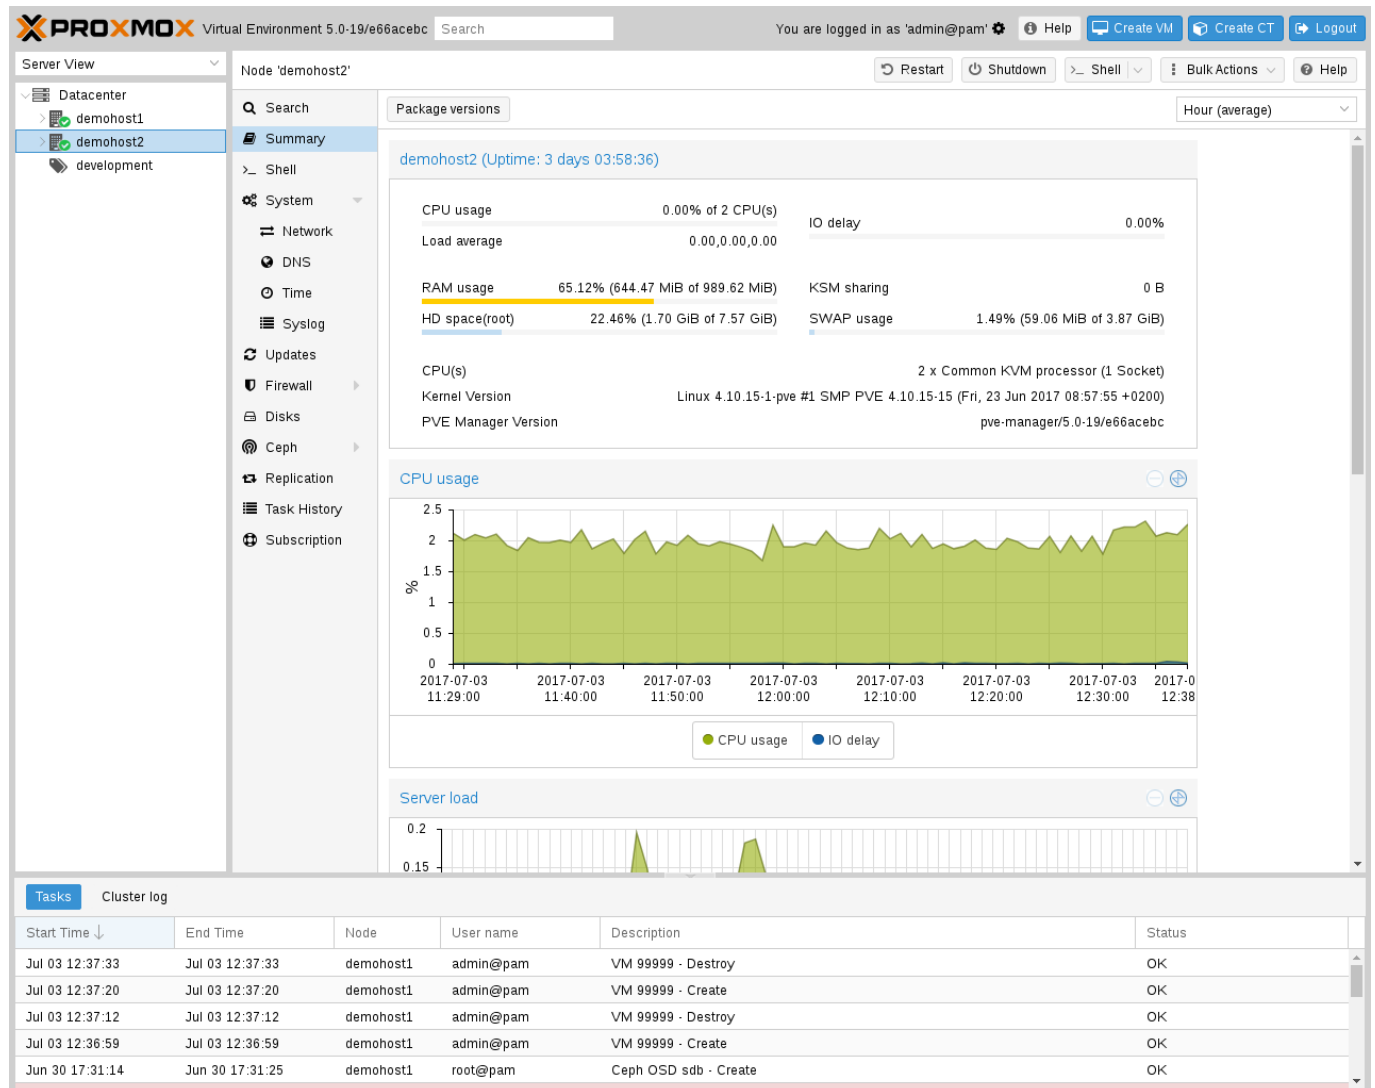 PROXMOX Virtual Environment 5.0-19/e66acebc Search You are logged in as 'admin@pam' Help Create VM Create CT Logout
Server View
Datacenter
demohost1
demohost2
development
Node 'demohost2' Restart Shutdown >_ Shell Bulk Actions Help
Search
Summary
>_ Shell
System
Network
DNS
Time
Syslog
Updates
Firewall
Disks
Ceph
Replication
Task History
Subscription
Package versions Hour (average)
demohost2 (Uptime: 3 days 03:58:36)
CPU usage 0.00% of 2 CPU(s)
IO delay 0.00%
Load average 0.00,0.00,0.00
RAM usage 65.12% (644.47 MiB of 989.62 MiB) KSM sharing 0 B
HD space(root) 22.46% (1.70 GiB of 7.57 GiB) SWAP usage 1.49% (59.06 MiB of 3.87 GiB)
CPU(s) 2 x Common KVM processor (1 Socket)
Kernel Version Linux 4.10.15-1-pve #1 SMP PVE 4.10.15-15 (Fri, 23 Jun 2017 08:57:55 +0200)
PVE Manager Version pve-manager/5.0-19/e66acebc
CPU usage
2.5
2
1.5
%
1
0.5
0
2017-07-03 2017-07-03 2017-07-03 2017-07-03 2017-07-03 2017-07-03 2017-07-03 2017-0
11:29:00 11:40:00 11:50:00 12:00:00 12:10:00 12:20:00 12:30:00 12:38
CPU usage IO delay
Server load
0.2
0.15
Tasks Cluster log
Start Time End Time Node User name Description Status
Jul 03 12:37:33 Jul 03 12:37:33 demohost1 admin@pam VM 99999 - Destroy OK
Jul 03 12:37:20 Jul 03 12:37:20 demohost1 admin@pam VM 99999 - Create OK
Jul 03 12:37:12 Jul 03 12:37:12 demohost1 admin@pam VM 99999 - Destroy OK
Jul 03 12:36:59 Jul 03 12:36:59 demohost1 admin@pam VM 99999 - Create OK
Jun 30 17:31:14 Jun 30 17:31:25 demohost1 root@pam Ceph OSD sdb - Create OK